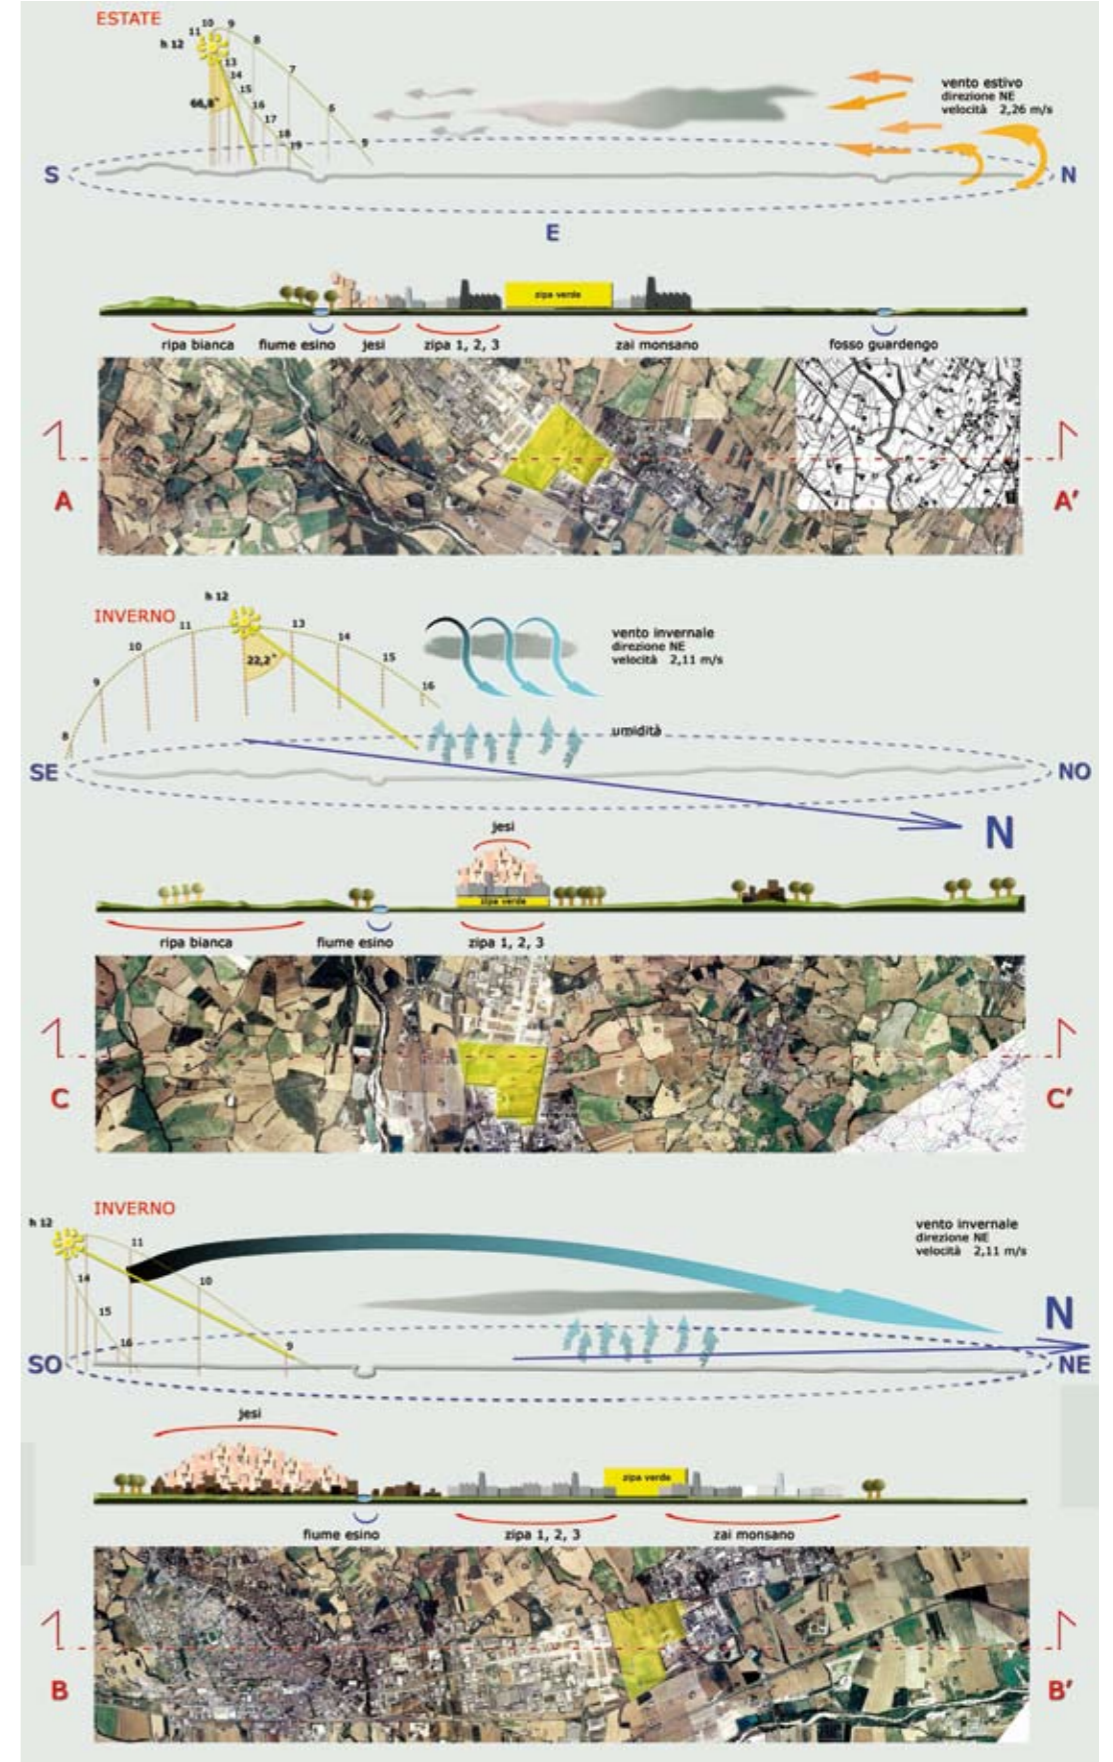 ESTATE
h 12
11
10
9
8
7
6
5
13
14
15
16
17
18
19
66,8°
vento estivo
direzione NE
velocità 2,26 m/s
S
N
E
zipa verde
ripa bianca
fiume esino
jesi
zipa 1, 2, 3
zai monsano
fosso guardengo
A
A'
INVERNO
h 12
8
9
10
11
13
14
15
16
22,2°
vento invernale
direzione NE
velocità 2,11 m/s
umidità
SE
NO
N
jesi
zipa verde
ripa bianca
fiume esino
zipa 1, 2, 3
C
C'
INVERNO
h 12
11
10
9
14
15
16
vento invernale
direzione NE
velocità 2,11 m/s
N
SO
NE
jesi
zipa verde
fiume esino
zipa 1, 2, 3
zai monsano
B
B'